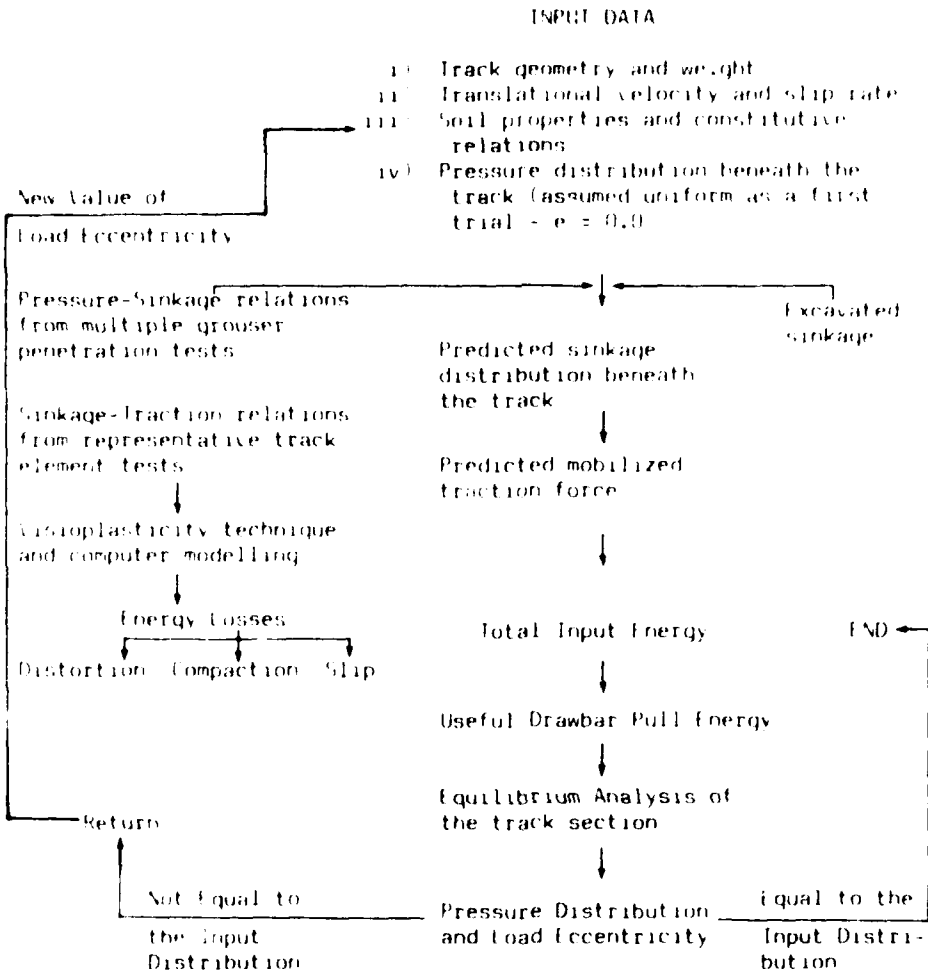 INPUT DATA
i) Track geometry and weight
ii) Translational velocity and slip rate
iii) Soil properties and constitutive
relations
iv) Pressure distribution beneath the
track (assumed uniform as a first
trial - e = 0.0
New Value of
Load Eccentricity
Pressure-Sinkage relations
from multiple grouser
penetration tests
Excavated
sinkage
Predicted sinkage
distribution beneath
the track
Sinkage-Traction relations
from representative track
element tests
Predicted mobilized
traction force
Visioplasticity technique
and computer modelling
Energy Losses
Distortion Compaction Slip
Total Input Energy
END
Useful Drawbar Pull Energy
Equilibrium Analysis of
the track section
Return
Not Equal to
the Input
Distribution
Pressure Distribution
and Load Eccentricity
Equal to the
Input Distri-
bution